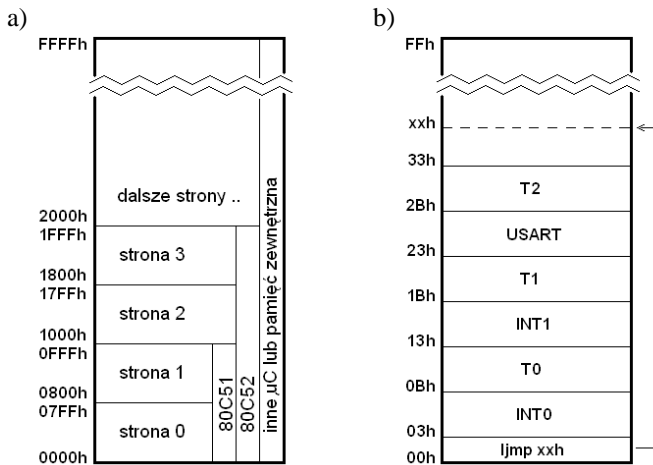 a)
FFFFh
dalsze strony ..
2000h
1FFFh
strona 3
1800h
17FFh
strona 2
1000h
0FFFh
strona 1
0800h
07FFh
strona 0
0000h
80C51
80C52
inne uC lub pamięć zewnętrzna
b)
FFh
xxh
33h
T2
2Bh
USART
23h
T1
1Bh
INT1
13h
T0
0Bh
INT0
03h
ljmp xxh
00h